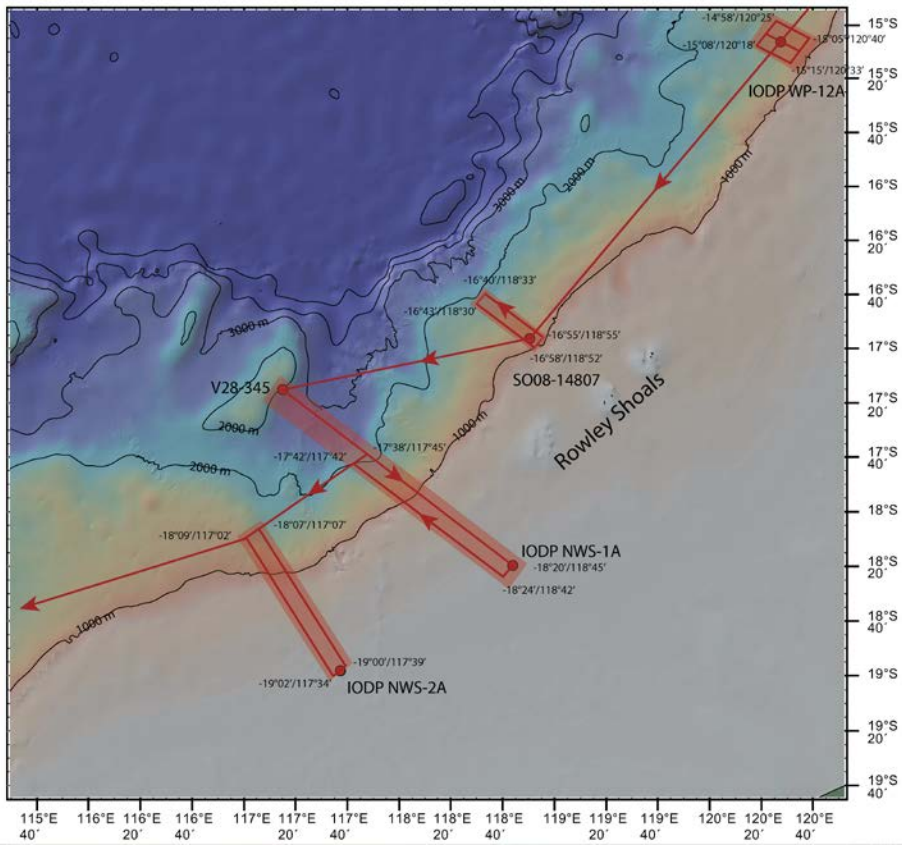 -14°58'/120°25'
15°S
-15°05'/120°40'
-15°08'/120°18'
-15°15'/120°33'
15°S
20´
IODP WP-12A
15°S
40´
1000 m
2000 m
16°S
3000 m
16°S
20´
-16°40'/118°33'
16°S
40´
-16°43'/118°30'
3000 m
-16°55'/118°55'
17°S
-16°58'/118°52'
SO08-14807
V28-345
17°S
20´
2000 m
1000 m
Rowley Shoals
-17°38'/117°45'
-17°42'/117°42'
17°S
40´
2000 m
18°S
-18°07'/117°07'
-18°09'/117°02'
IODP NWS-1A
-18°20'/118°45'
18°S
20´
-18°24'/118°42'
1000 m
18°S
40´
-19°00'/117°39'
19°S
-19°02'/117°34'
IODP NWS-2A
19°S
20´
19°S
40´
115°E 116°E 116°E 116°E 117°E 117°E 117°E 118°E 118°E 118°E 119°E 119°E 119°E 120°E 120°E 120°E
40´ 20´ 40´ 20´ 40´ 20´ 40´ 20´ 40´ 20´ 40´